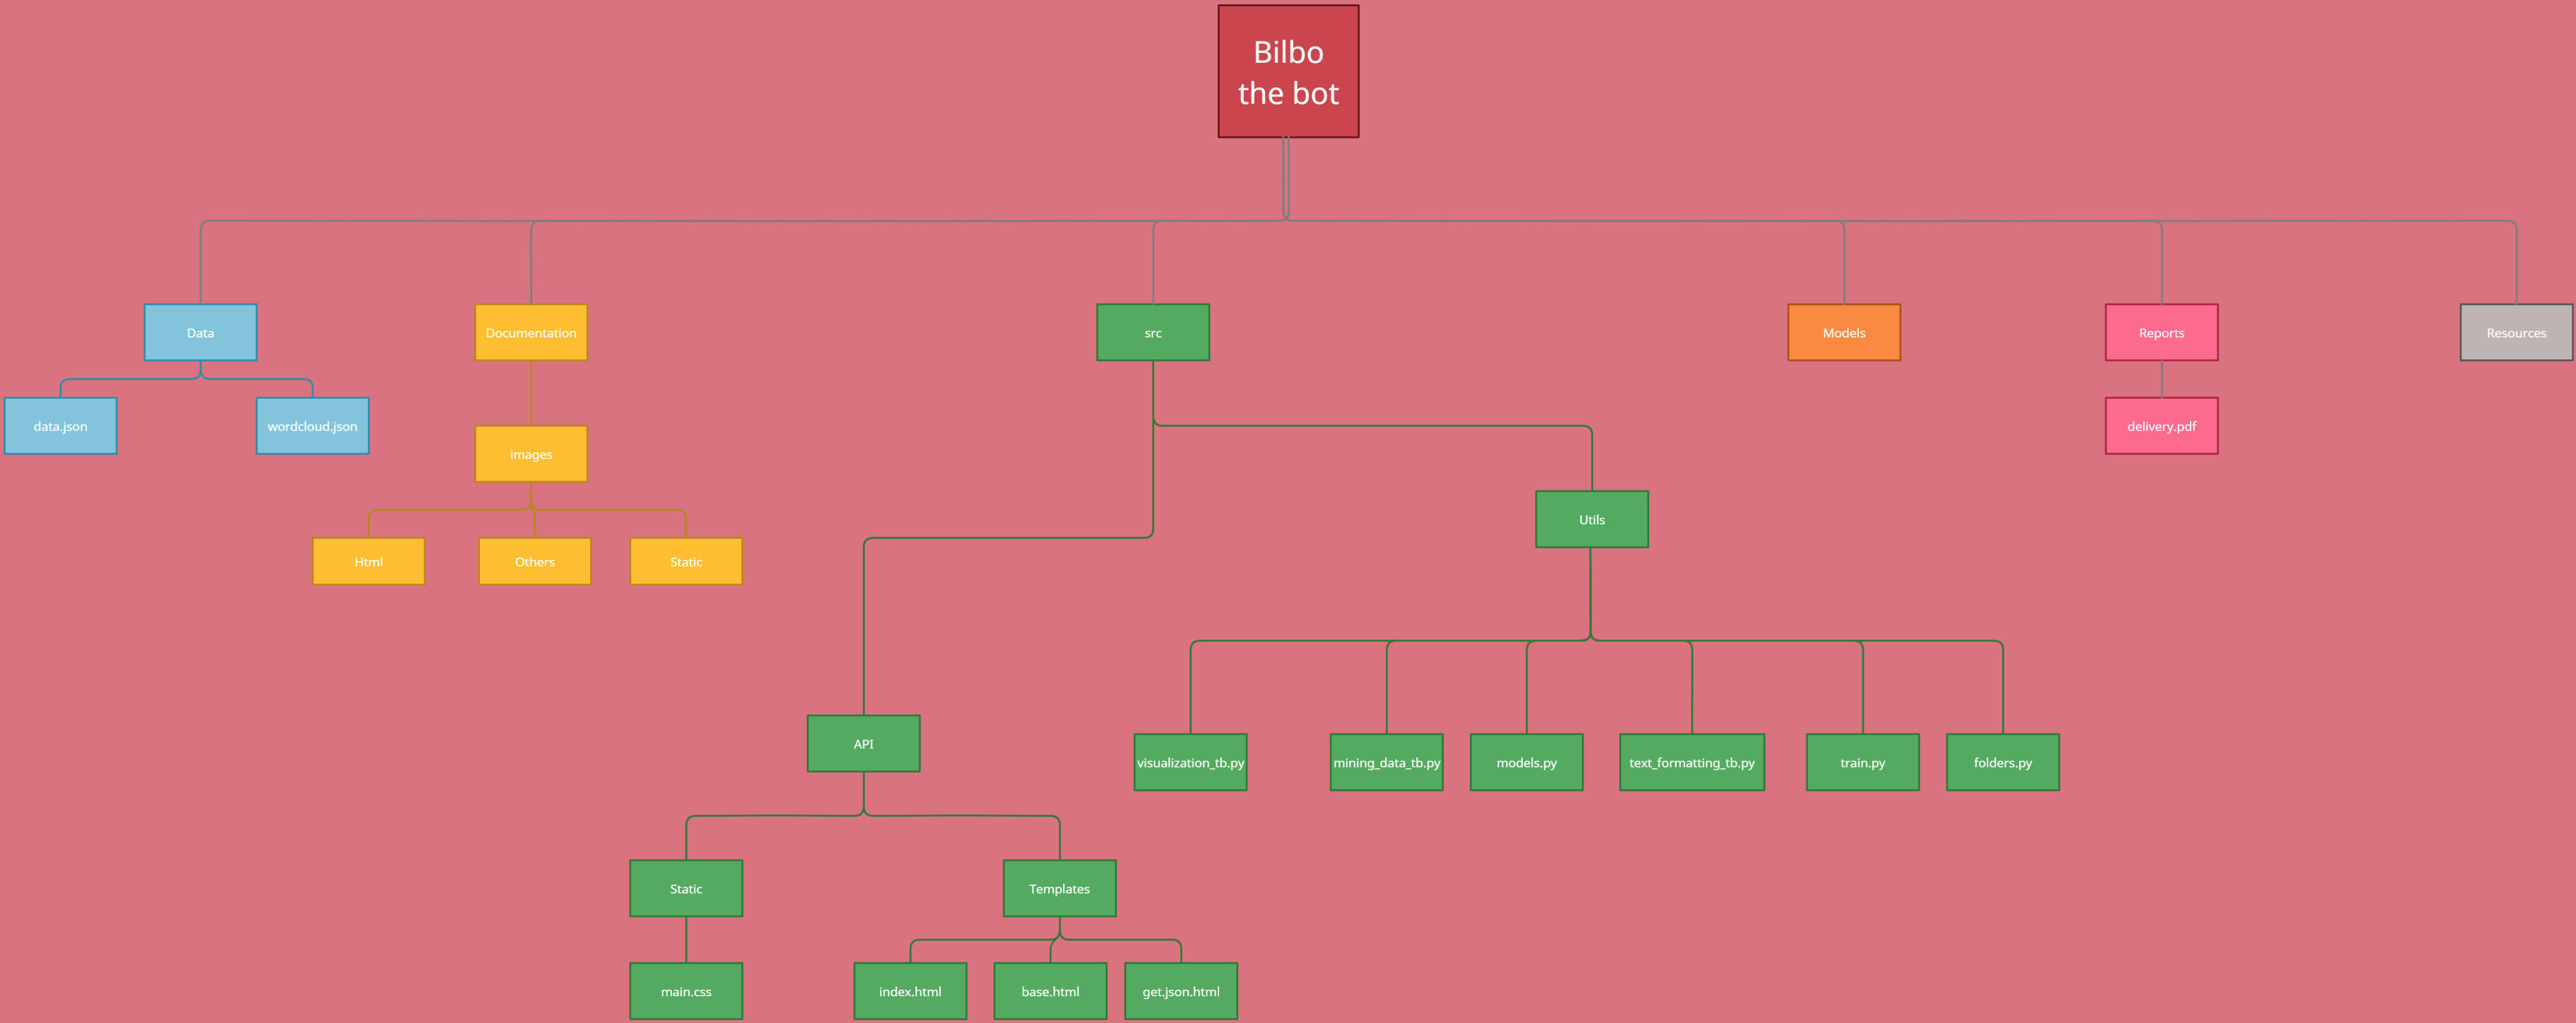 Bilbo
the bot
Data
Documentation
src
Models
Reports
Resources
data.json
wordcloud.json
images
delivery.pdf
Html
Others
Static
Utils
API
visualization_tb.py
mining_data_tb.py
models.py
text_formatting_tb.py
train.py
folders.py
Static
Templates
main.css
index.html
base.html
get.json.html